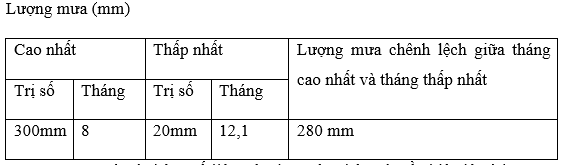 Lượng mưa (mm)
Cao nhất Thấp nhất Lượng mưa chênh lệch giữa tháng
cao nhất và tháng thấp nhất
Trị số Tháng Trị số Tháng
300mm 8 20mm 12,1 280 mm